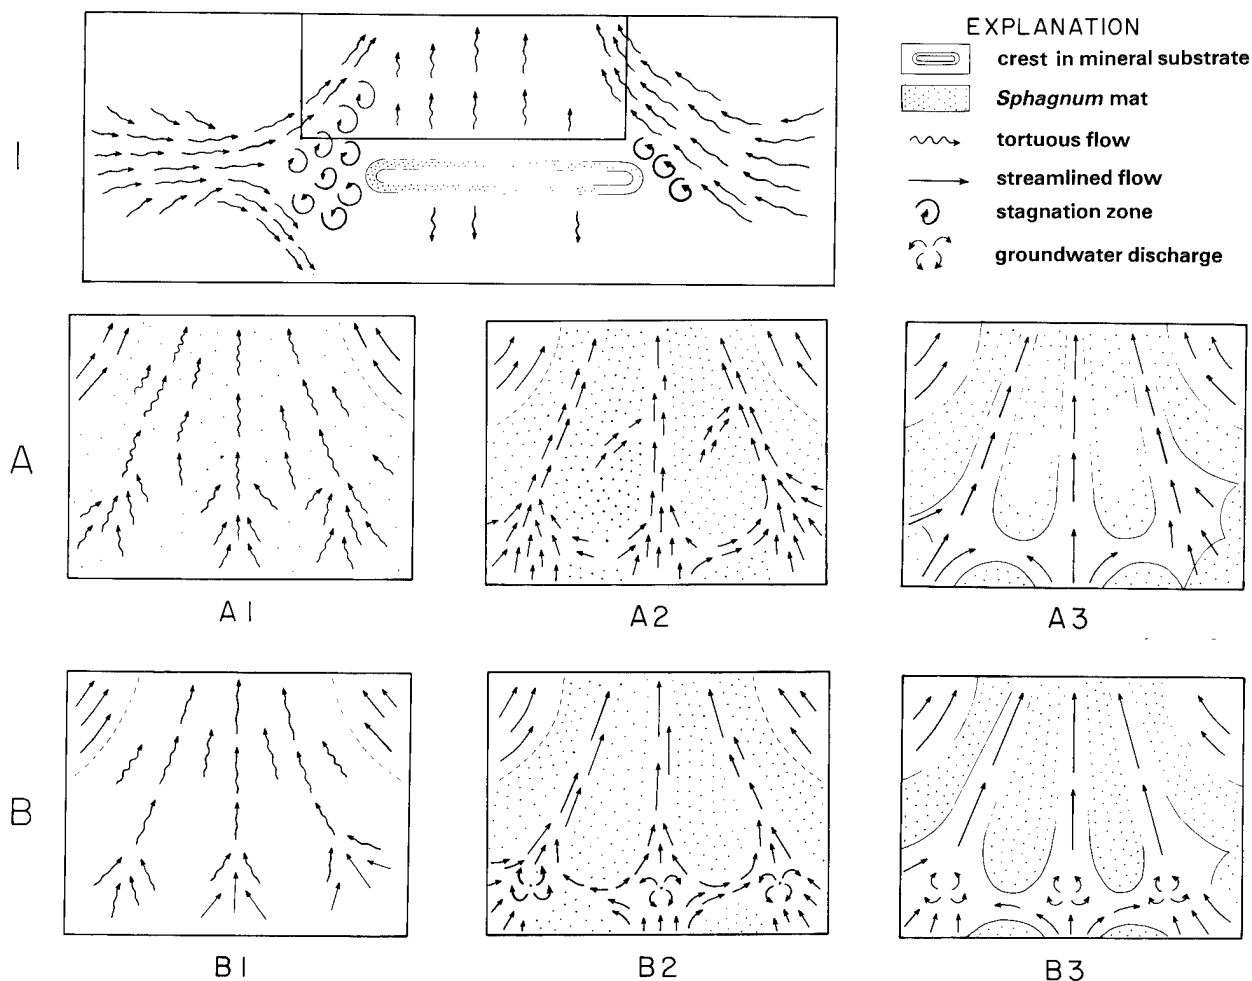 EXPLANATION
crest in mineral substrate
Sphagnum mat
tortuous flow
streamlined flow
stagnation zone
groundwater discharge
I
A
A1
A2
A3
B
B1
B2
B3